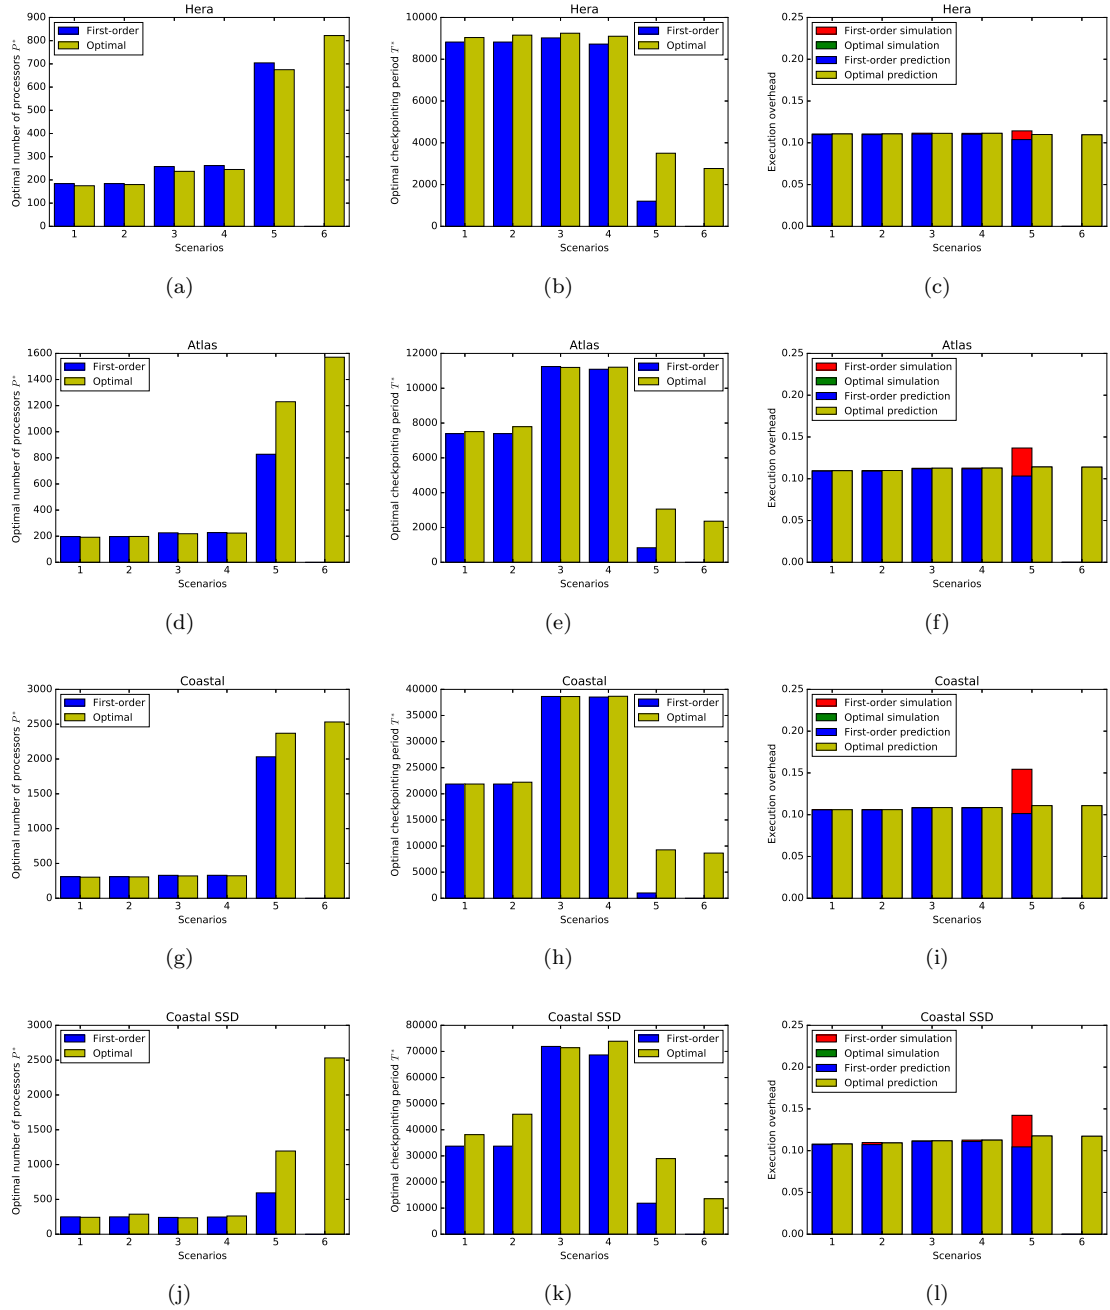 Hera
Optimal number of processors P*
900
800
700
600
500
400
300
200
100
0
First-order
Optimal
1 2 3 4 5 6
Scenarios
(a)
Hera
Optimal checkpointing period T*
10000
8000
6000
4000
2000
0
First-order
Optimal
1 2 3 4 5 6
Scenarios
(b)
Hera
Execution overhead
0.25
0.20
0.15
0.10
0.05
0.00
First-order simulation
Optimal simulation
First-order prediction
Optimal prediction
1 2 3 4 5 6
Scenarios
(c)
Atlas
Optimal number of processors P*
1600
1400
1200
1000
800
600
400
200
0
First-order
Optimal
1 2 3 4 5 6
Scenarios
(d)
Atlas
Optimal checkpointing period T*
12000
10000
8000
6000
4000
2000
0
First-order
Optimal
1 2 3 4 5 6
Scenarios
(e)
Atlas
Execution overhead
0.25
0.20
0.15
0.10
0.05
0.00
First-order simulation
Optimal simulation
First-order prediction
Optimal prediction
1 2 3 4 5 6
Scenarios
(f)
Coastal
Optimal number of processors P*
3000
2500
2000
1500
1000
500
0
First-order
Optimal
1 2 3 4 5 6
Scenarios
(g)
Coastal
Optimal checkpointing period T*
40000
35000
30000
25000
20000
15000
10000
5000
0
First-order
Optimal
1 2 3 4 5 6
Scenarios
(h)
Coastal
Execution overhead
0.25
0.20
0.15
0.10
0.05
0.00
First-order simulation
Optimal simulation
First-order prediction
Optimal prediction
1 2 3 4 5 6
Scenarios
(i)
Coastal SSD
Optimal number of processors P*
3000
2500
2000
1500
1000
500
0
First-order
Optimal
1 2 3 4 5 6
Scenarios
(j)
Coastal SSD
Optimal checkpointing period T*
80000
70000
60000
50000
40000
30000
20000
10000
0
First-order
Optimal
1 2 3 4 5 6
Scenarios
(k)
Coastal SSD
Execution overhead
0.25
0.20
0.15
0.10
0.05
0.00
First-order simulation
Optimal simulation
First-order prediction
Optimal prediction
1 2 3 4 5 6
Scenarios
(l)